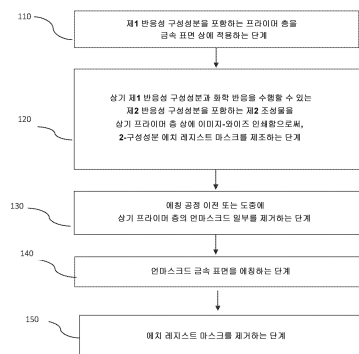 110
제1 반응성 구성성분을 포함하는 프라이머 층을
금속 표면 상에 적용하는 단계
120
상기 제1 반응성 구성성분과 화학 반응을 수행할 수 있는
제2 반응성 구성성분을 포함하는 제2 조성물을
상기 프라이머 층 상에 이미지-와이즈 인쇄함으로써,
2-구성성분 에치 레지스트 마스크를 제조하는 단계
130
에칭 공정 이전 또는 도중에
상기 프라이머 층의 언마스크드 일부를 제거하는 단계
140
언마스크드 금속 표면을 에칭하는 단계
150
에치 레지스트 마스크를 제거하는 단계